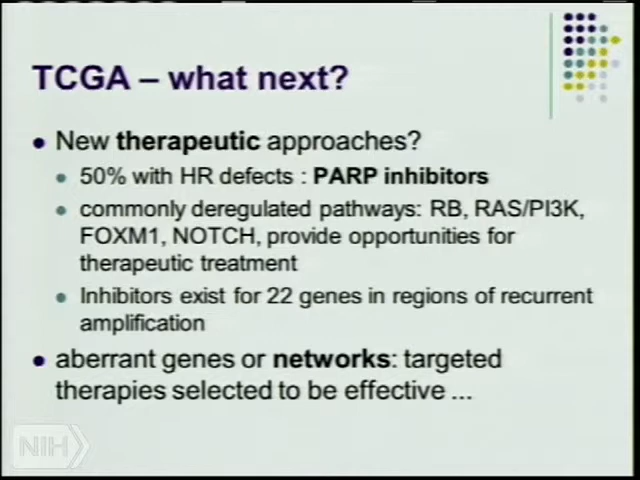 TCGA – what next?
New therapeutic approaches?
50% with HR defects : PARP inhibitors
commonly deregulated pathways: RB, RAS/PI3K,
FOXM1, NOTCH, provide opportunities for
therapeutic treatment
Inhibitors exist for 22 genes in regions of recurrent
amplification
aberrant genes or networks: targeted
therapies selected to be effective ...
NIH